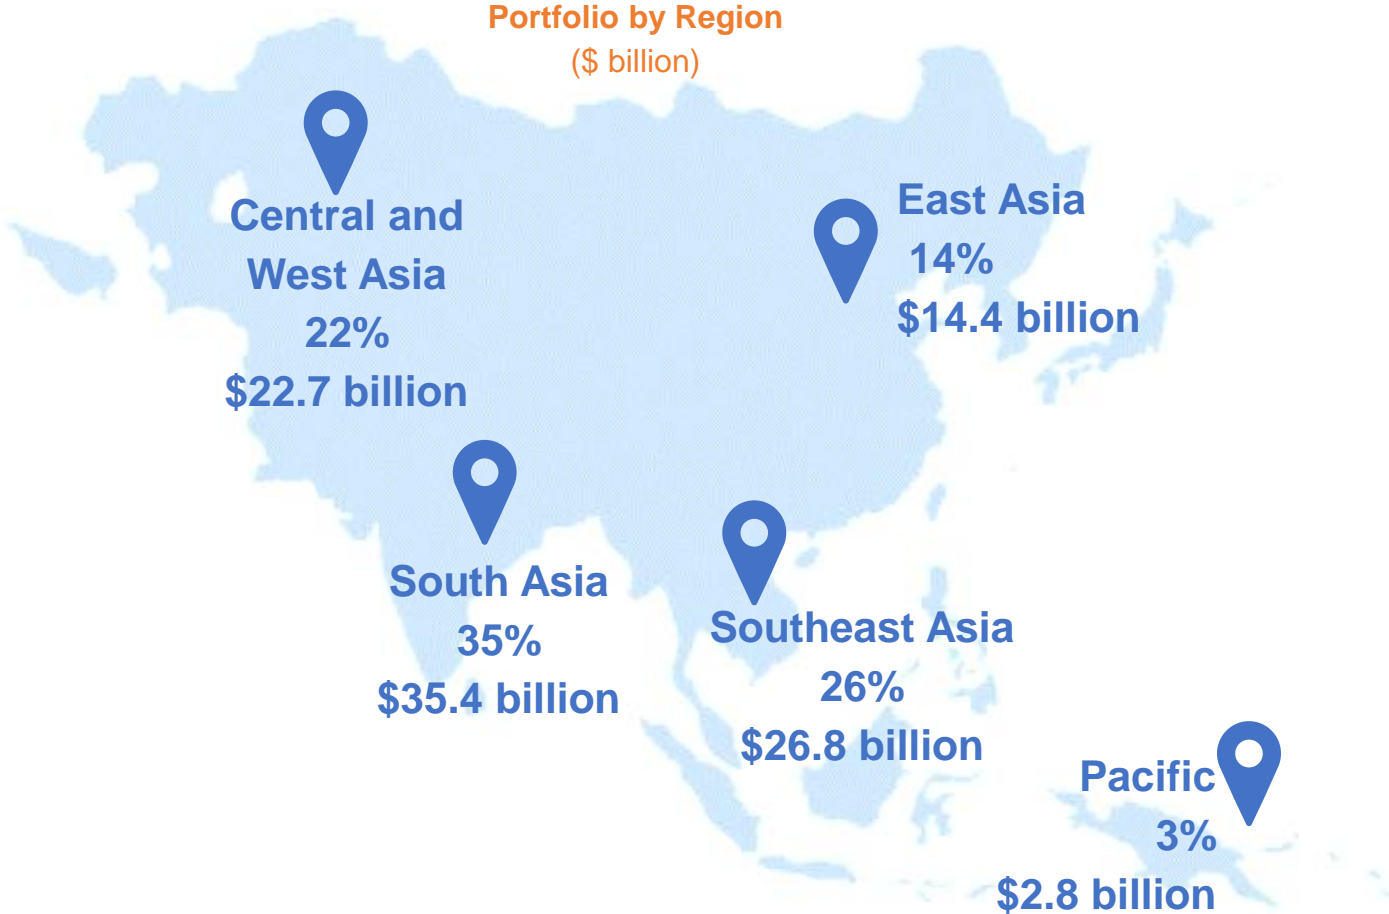 Portfolio by Region
($ billion)
Central and
West Asia
22%
$22.7 billion
East Asia
14%
$14.4 billion
South Asia
35%
$35.4 billion
Southeast Asia
26%
$26.8 billion
Pacific
3%
$2.8 billion